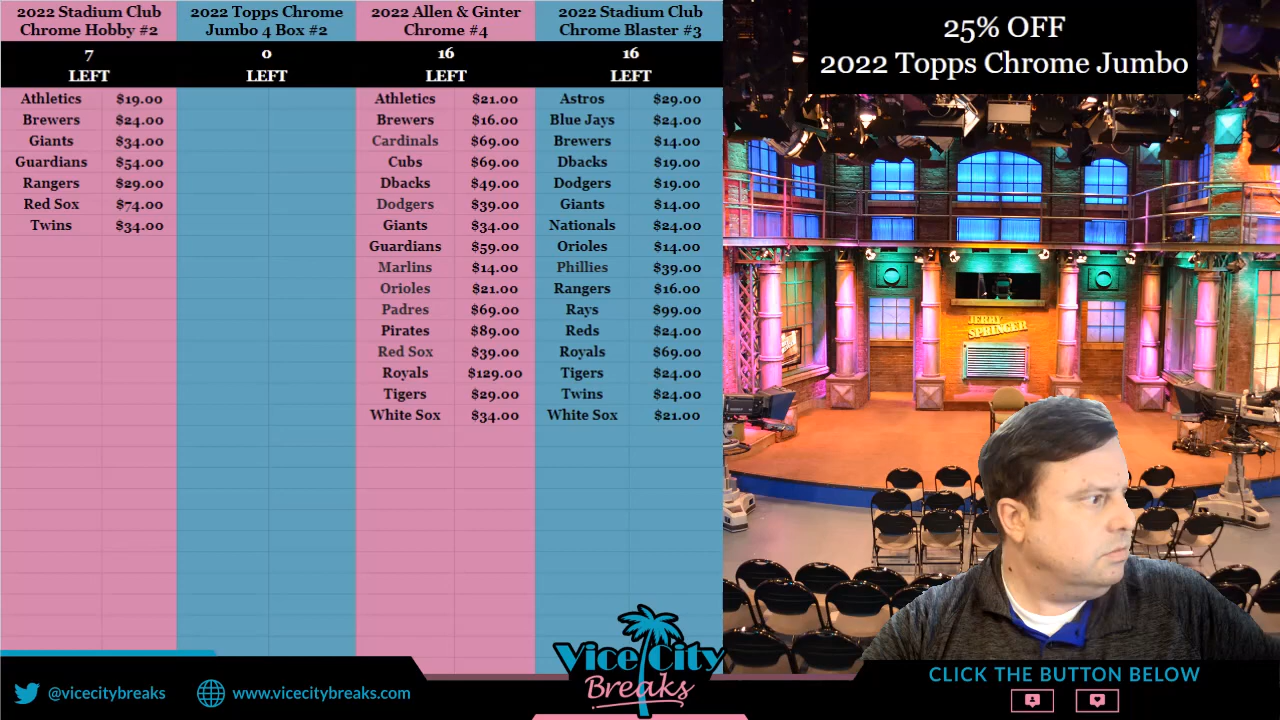 2022 Stadium Club
Chrome Hobby #2
7
LEFT
Athletics $19.00
Brewers $24.00
Giants $34.00
Guardians $54.00
Rangers $29.00
Red Sox $74.00
Twins $34.00
2022 Topps Chrome
Jumbo 4 Box #2
0
LEFT
2022 Allen & Ginter
Chrome #4
16
LEFT
Athletics $21.00
Brewers $16.00
Cardinals $69.00
Cubs $69.00
Dbacks $49.00
Dodgers $39.00
Giants $34.00
Guardians $59.00
Marlins $14.00
Orioles $21.00
Padres $69.00
Pirates $89.00
Red Sox $39.00
Royals $129.00
Tigers $29.00
White Sox $34.00
2022 Stadium Club
Chrome Blaster #3
16
LEFT
Astros $29.00
Blue Jays $24.00
Brewers $14.00
Dbacks $19.00
Dodgers $19.00
Giants $14.00
Nationals $24.00
Orioles $14.00
Phillies $39.00
Rangers $16.00
Rays $99.00
Reds $24.00
Royals $69.00
Tigers $24.00
Twins $24.00
White Sox $21.00
25% OFF
2022 Topps Chrome Jumbo
JERRY
SPRINGER
@vicecitybreaks
www.vicecitybreaks.com
Vice City
Breaks
CLICK THE BUTTON BELOW